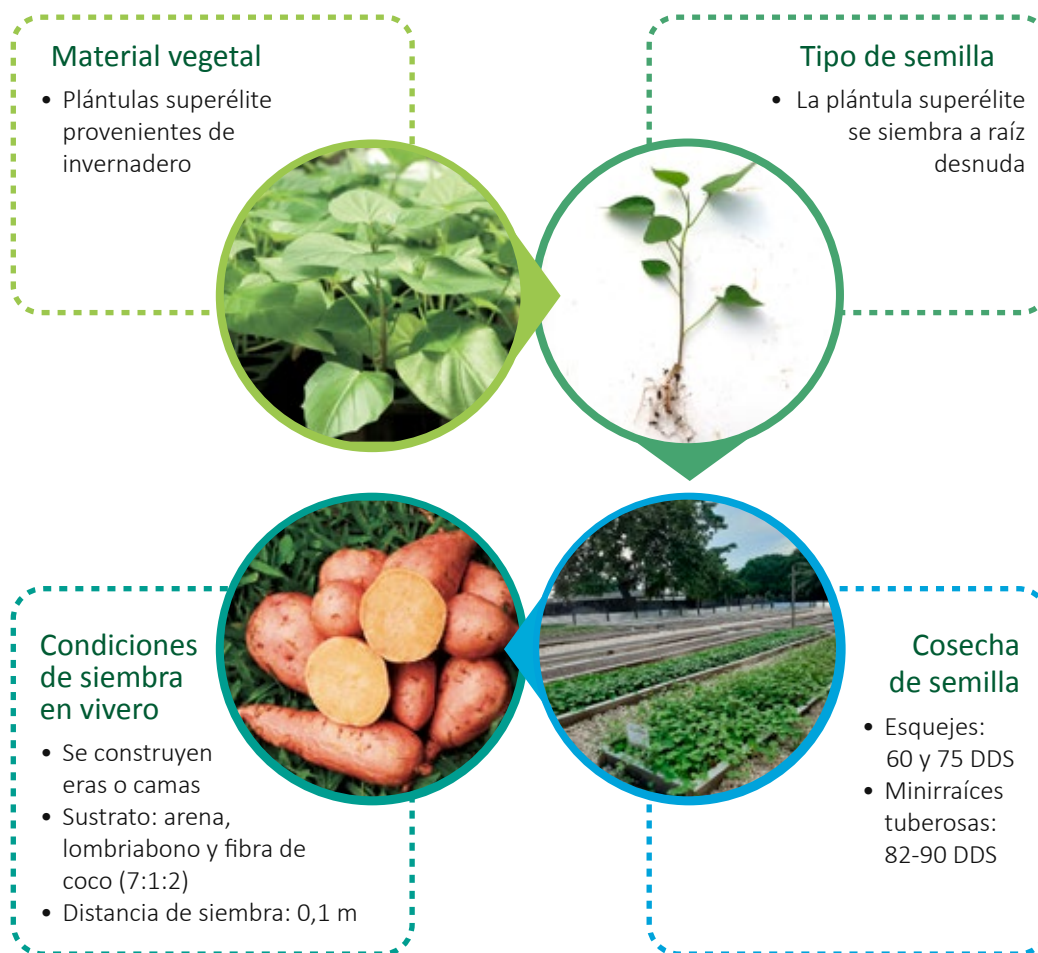 Material vegetal
• Plántulas superélite
provenientes de
invernadero
Tipo de semilla
• La plántula superélite
se siembra a raíz
desnuda
Condiciones
de siembra
en vivero
• Se construyen
eras o camas
• Sustrato: arena,
lombriabono y fibra de
coco (7:1:2)
• Distancia de siembra: 0,1 m
Cosecha
de semilla
• Esquejes:
60 y 75 DDS
• Minirraíces
tuberosas:
82-90 DDS